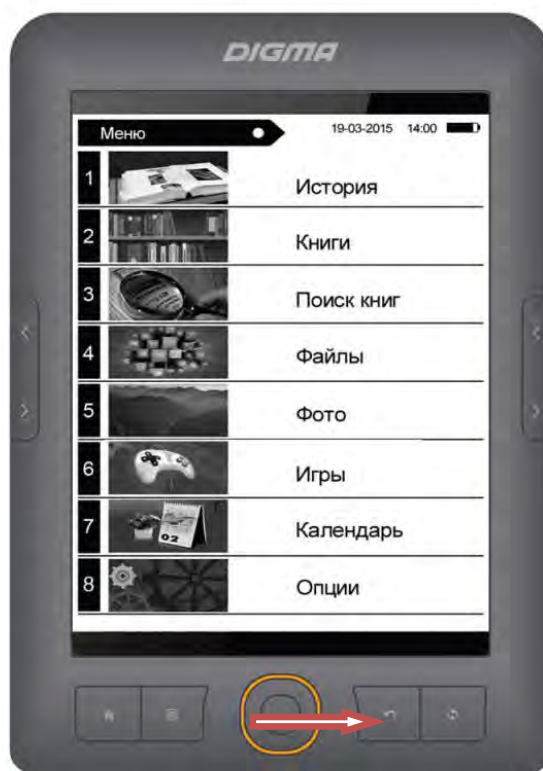 DIGMA
Меню
19-03-2015 14:00
1 История
2 Книги
3 Поиск книг
4 Файлы
5 Фото
6 Игры
7 Календарь
02
8 Опции